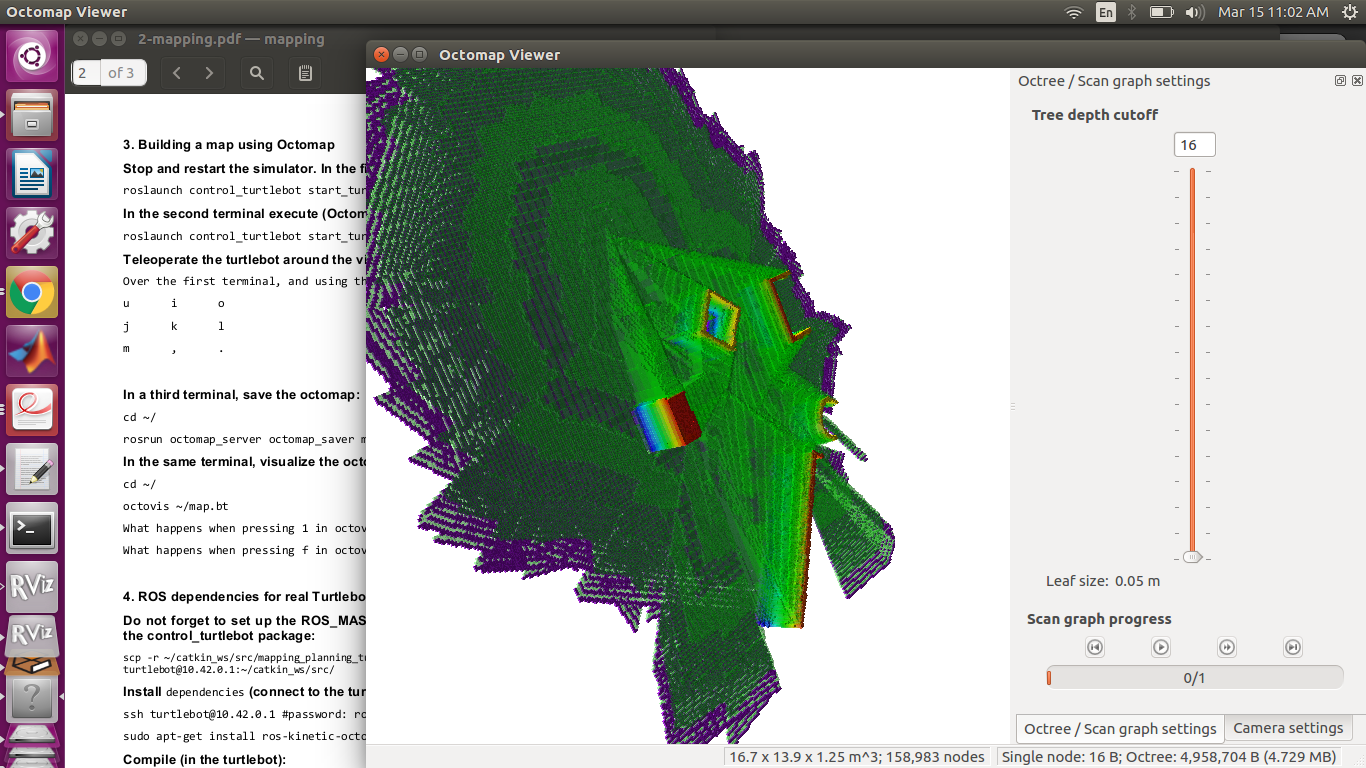 Octomap Viewer
En
Mar 15 11:02 AM
2-mapping.pdf — mapping
2 of 3
3. Building a map using Octomap
Stop and restart the simulator. In the fi
roslaunch control_turtlebot start_tur
In the second terminal execute (Octom
roslaunch control_turtlebot start_tur
Teleoperate the turtlebot around the vi
Over the first terminal, and using th
u i o
j k l
m , .
In a third terminal, save the octomap:
cd ~/
rosrun octomap_server octomap_saver m
In the same terminal, visualize the octo
cd ~/
octovis ~/map.bt
What happens when pressing 1 in octov
What happens when pressing f in octov
4. ROS dependencies for real Turtlebo
Do not forget to set up the ROS_MAS
the control_turtlebot package:
scp -r ~/catkin_ws/src/mapping_planning_tu
turtlebot@10.42.0.1:~/catkin_ws/src/
Install dependencies (connect to the tur
ssh turtlebot@10.42.0.1 #password: ro
sudo apt-get install ros-kinetic-octo
Compile (in the turtlebot):
RViz
RViz
Octomap Viewer
Octree / Scan graph settings
Tree depth cutoff
16
Leaf size: 0.05 m
Scan graph progress
0/1
Octree / Scan graph settings
Camera settings
16.7 x 13.9 x 1.25 m^3; 158,983 nodes
Single node: 16 B; Octree: 4,958,704 B (4.729 MB)